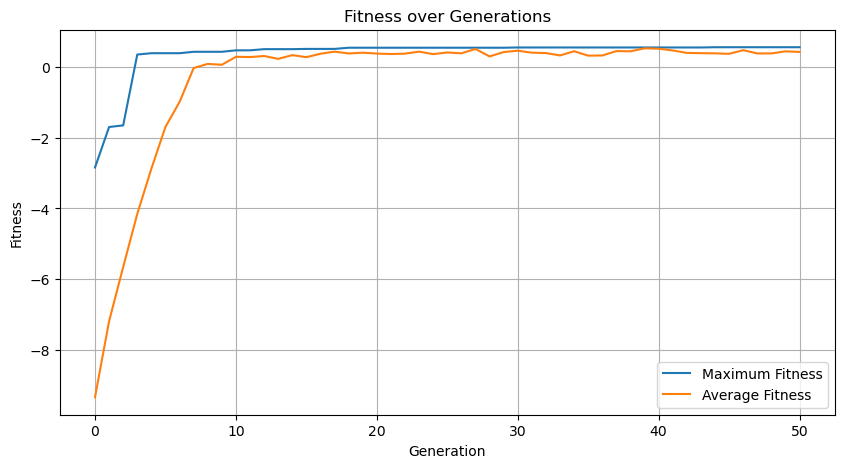 Fitness over Generations
Fitness
0
−2
−4
−6
−8
0 10 20 30 40 50
Generation
Maximum Fitness
Average Fitness